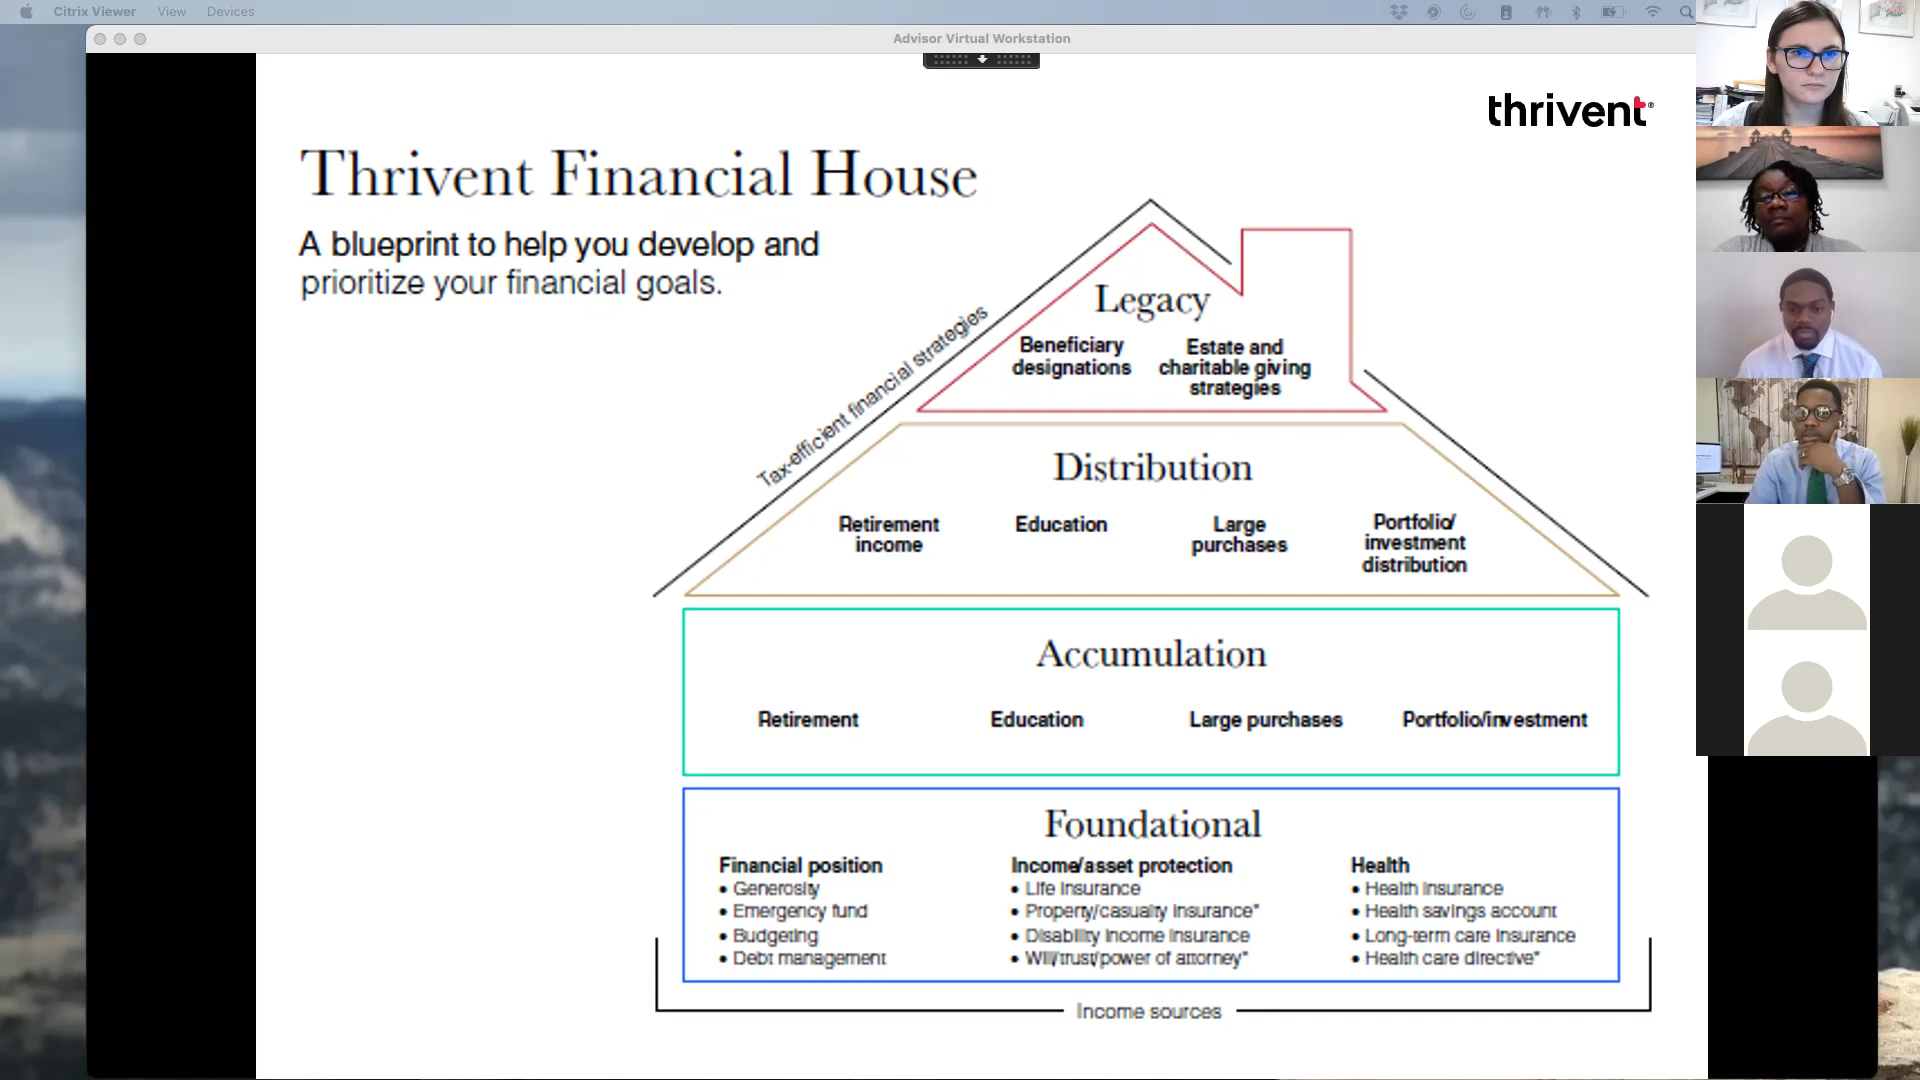 Citrix Viewer View Devices
Advisor Virtual Workstation
thrivent®
Thrivent Financial House
A blueprint to help you develop and
prioritize your financial goals.
Tax-efficient financial strategies
Legacy
Beneficiary
designations
Estate and
charitable giving
strategies
Distribution
Retirement
income
Education
Large
purchases
Portfolio/
investment
distribution
Accumulation
Retirement
Education
Large purchases
Portfolio/investment
Foundational
Financial position
• Generosity
• Emergency fund
• Budgeting
• Debt management
Income/asset protection
• Life insurance
• Property/casualty insurance*
• Disability income insurance
• Will/trust/power of attorney*
Health
• Health insurance
• Health savings account
• Long-term care insurance
• Health care directive*
Income sources